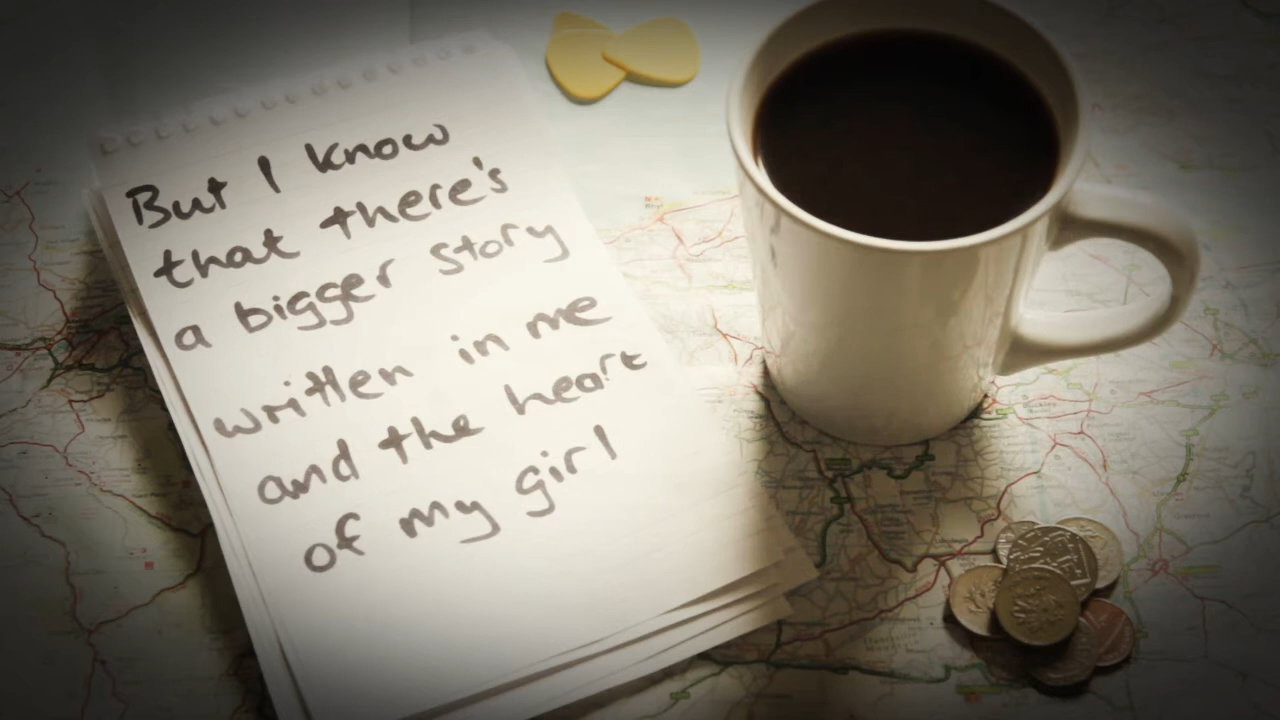 But I know
that there's
a bigger story
written in me
and the heart
of my girl